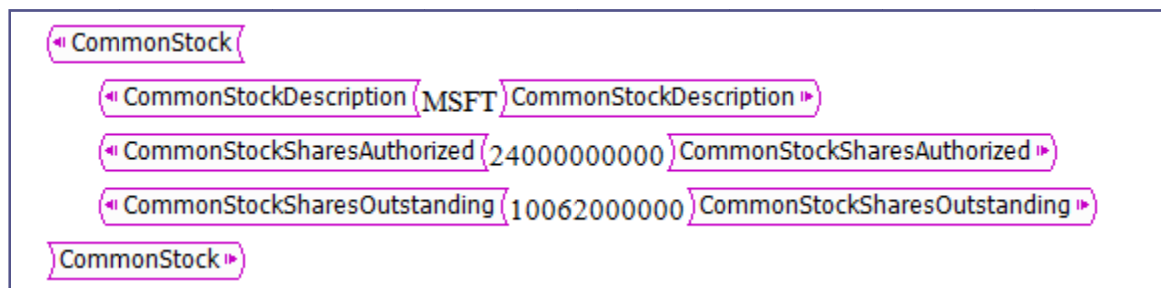 CommonStock
CommonStockDescription MSFT CommonStockDescription
CommonStockSharesAuthorized 24000000000 CommonStockSharesAuthorized
CommonStockSharesOutstanding 10062000000 CommonStockSharesOutstanding
CommonStock